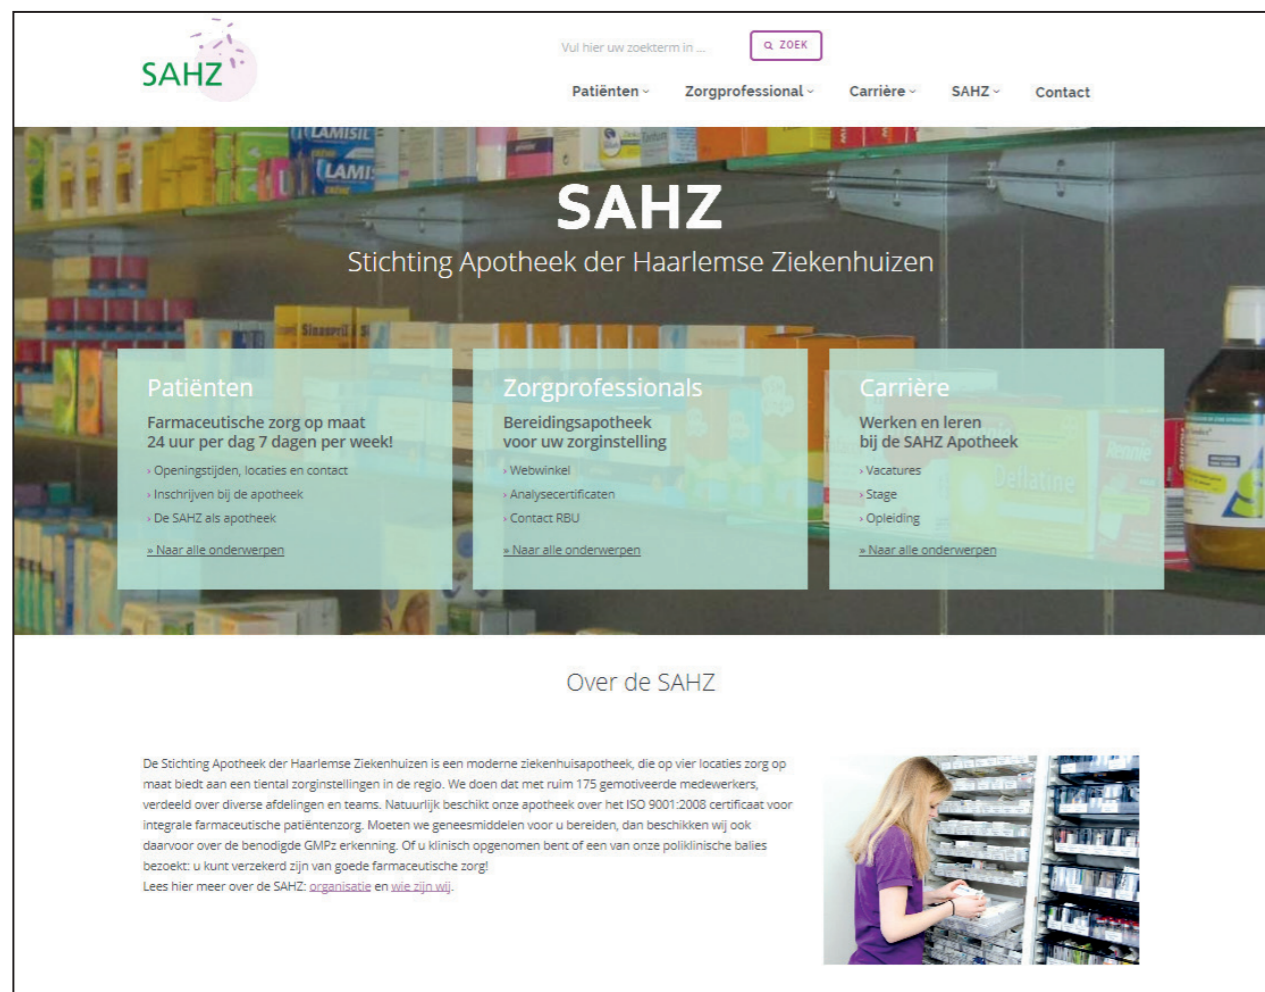 SAHZ
Vul hier uw zoekterm in ...
ZOEK
Patiënten
Zorgprofessional
Carrière
SAHZ
Contact
LAMISIL
CRÈME
LAMIS
SAHZ
Stichting Apotheek der Haarlemse Ziekenhuizen
Sinaspril
Patiënten
Farmaceutische zorg op maat
24 uur per dag 7 dagen per week!
› Openingstijden, locaties en contact
› Inschrijven bij de apotheek
› De SAHZ als apotheek
» Naar alle onderwerpen
Zorgprofessionals
Bereidingsapotheek
voor uw zorginstelling
› Webwinkel
› Analysecertificaten
› Contact RBU
» Naar alle onderwerpen
Carrière
Werken en leren
bij de SAHZ Apotheek
› Vacatures
› Stage
› Opleiding
» Naar alle onderwerpen
Dellatine
Rennie
Over de SAHZ
De Stichting Apotheek der Haarlemse Ziekenhuizen is een moderne ziekenhuisapotheek, die op vier locaties zorg op
maat biedt aan een tiental zorginstellingen in de regio. We doen dat met ruim 175 gemotiveerde medewerkers,
verdeeld over diverse afdelingen en teams. Natuurlijk beschikt onze apotheek over het ISO 9001:2008 certificaat voor
integrale farmaceutische patiëntenzorg. Moeten we geneesmiddelen voor u bereiden, dan beschikken wij ook
daarvoor over de benodigde GMPz erkenning. Of u klinisch opgenomen bent of een van onze poliklinische balies
bezoekt: u kunt verzekerd zijn van goede farmaceutische zorg!
Lees hier meer over de SAHZ: organisatie en wie zijn wij.